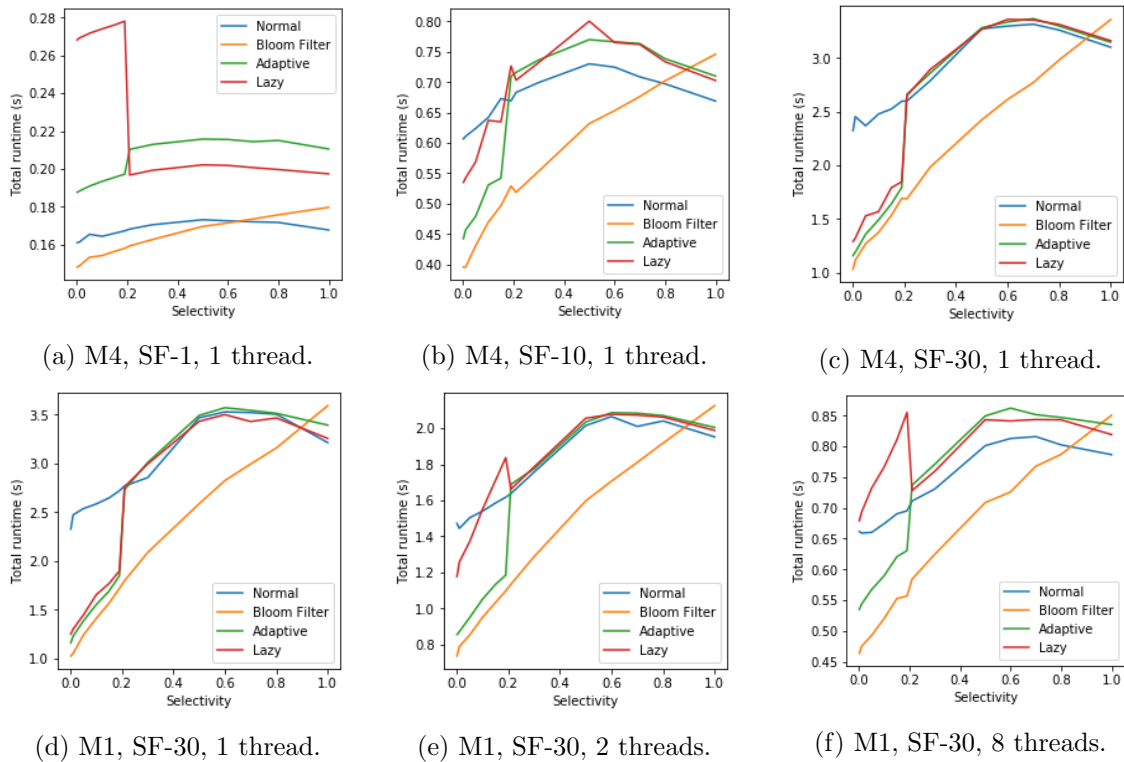 0.28
0.26
0.24
0.22
0.20
0.18
0.16
Total runtime (s)
Normal
Bloom Filter
Adaptive
Lazy
0.0 0.2 0.4 0.6 0.8 1.0
Selectivity
(a) M4, SF-1, 1 thread.
0.80
0.75
0.70
0.65
0.60
0.55
0.50
0.45
0.40
Total runtime (s)
Normal
Bloom Filter
Adaptive
Lazy
0.0 0.2 0.4 0.6 0.8 1.0
Selectivity
(b) M4, SF-10, 1 thread.
3.0
2.5
2.0
1.5
1.0
Total runtime (s)
Normal
Bloom Filter
Adaptive
Lazy
0.0 0.2 0.4 0.6 0.8 1.0
Selectivity
(c) M4, SF-30, 1 thread.
3.5
3.0
2.5
2.0
1.5
1.0
Total runtime (s)
Normal
Bloom Filter
Adaptive
Lazy
0.0 0.2 0.4 0.6 0.8 1.0
Selectivity
(d) M1, SF-30, 1 thread.
2.0
1.8
1.6
1.4
1.2
1.0
0.8
Total runtime (s)
Normal
Bloom Filter
Adaptive
Lazy
0.0 0.2 0.4 0.6 0.8 1.0
Selectivity
(e) M1, SF-30, 2 threads.
0.85
0.80
0.75
0.70
0.65
0.60
0.55
0.50
0.45
Total runtime (s)
Normal
Bloom Filter
Adaptive
Lazy
0.0 0.2 0.4 0.6 0.8 1.0
Selectivity
(f) M1, SF-30, 8 threads.